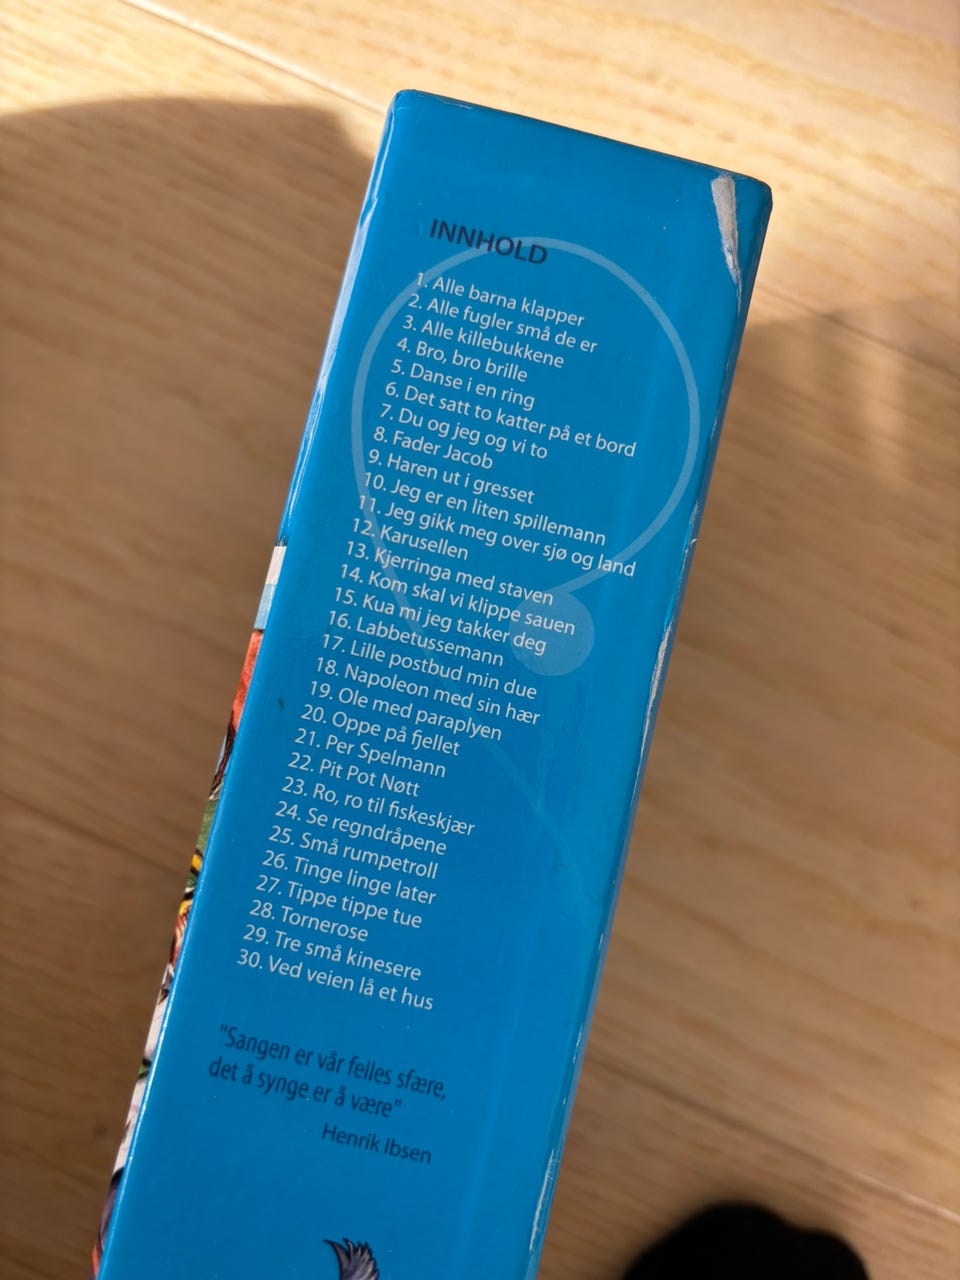 INNHOLD
1. Alle barna klapper
2. Alle fugler små de er
3. Alle killebukkene
4. Bro, bro brille
5. Danse i en ring
6. Det satt to katter på et bord
7. Du og jeg og vi to
8. Fader Jacob
9. Haren ut i gresset
10. Jeg er en liten spillemann
11. Jeg gikk meg over sjø og land
12. Karusellen
13. Kjerringa med staven
14. Kom skal vi klippe sauen
15. Kua mi jeg takker deg
16. Labbetussemann
17. Lille postbud min due
18. Napoleon med sin hær
19. Ole med paraplyen
20. Oppe på fjellet
21. Per Spelmann
22. Pit Pot Nøtt
23. Ro, ro til fiskeskjær
24. Se regndråpene
25. Små rumpetroll
26. Tinge linge later
27. Tippe tippe tue
28. Tornerose
29. Tre små kinesere
30. Ved veien lå et hus
"Sangen er vår felles sfære,
det å synge er å være"
Henrik Ibsen